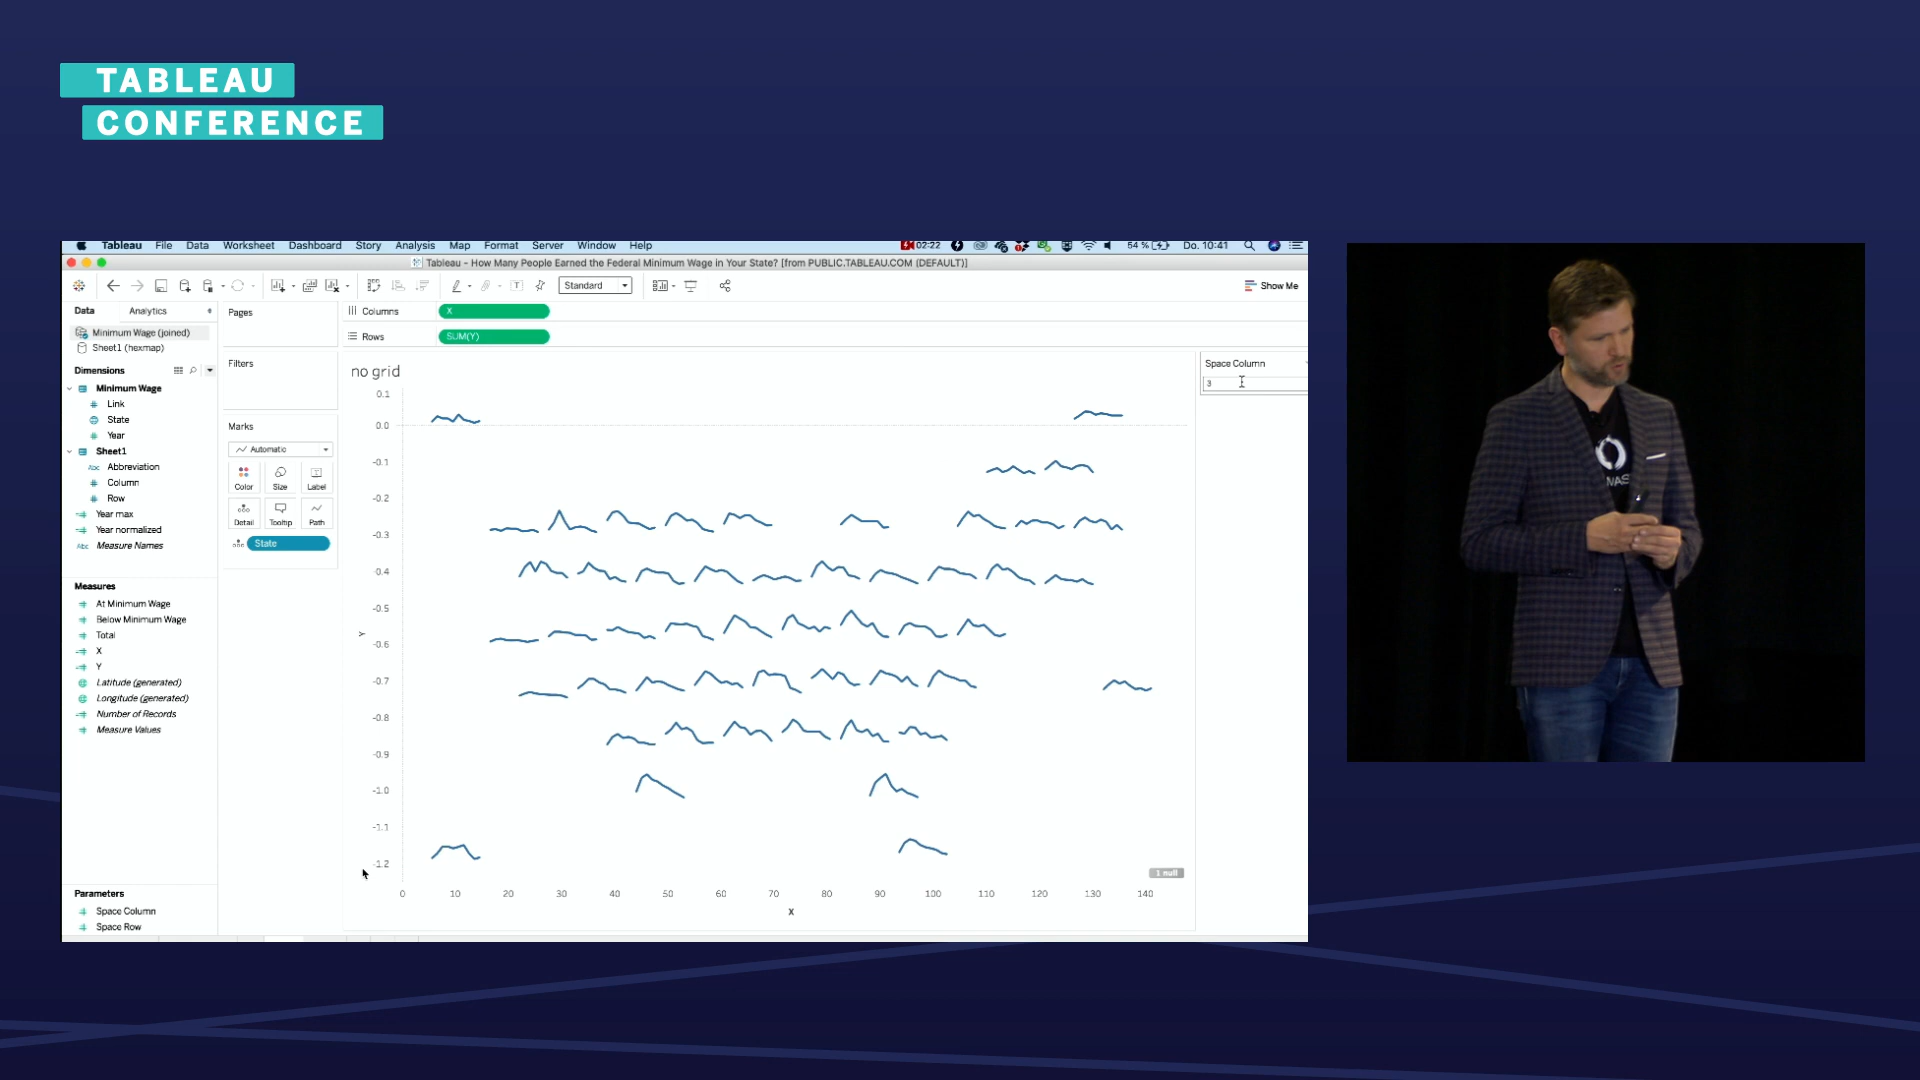 TABLEAU
CONFERENCE
Tableau File Data Worksheet Dashboard Story Analysis Map Format Server Window Help
02:22 54 % Do. 10:41
Tableau - How Many People Earned the Federal Minimum Wage in Your State? [from PUBLIC.TABLEAU.COM (DEFAULT)]
Standard
Show Me
Data Analytics
Minimum Wage (joined)
Sheet1 (hexmap)
Dimensions
Minimum Wage
Link
State
Year
Sheet1
Abc Abbreviation
Column
Row
Year max
Year normalized
Abc Measure Names
Measures
At Minimum Wage
Below Minimum Wage
Total
X
Y
Latitude (generated)
Longitude (generated)
Number of Records
Measure Values
Parameters
Space Column
Space Row
Pages
Filters
Marks
Automatic
Color Size Label
Detail Tooltip Path
State
Columns X
Rows SUM(Y)
no grid
0.1
0.0
-0.1
-0.2
-0.3
-0.4
-0.5
-0.6
-0.7
-0.8
-0.9
-1.0
-1.1
-1.2
Y
0 10 20 30 40 50 60 70 80 90 100 110 120 130 140
X
1 null
Space Column
3